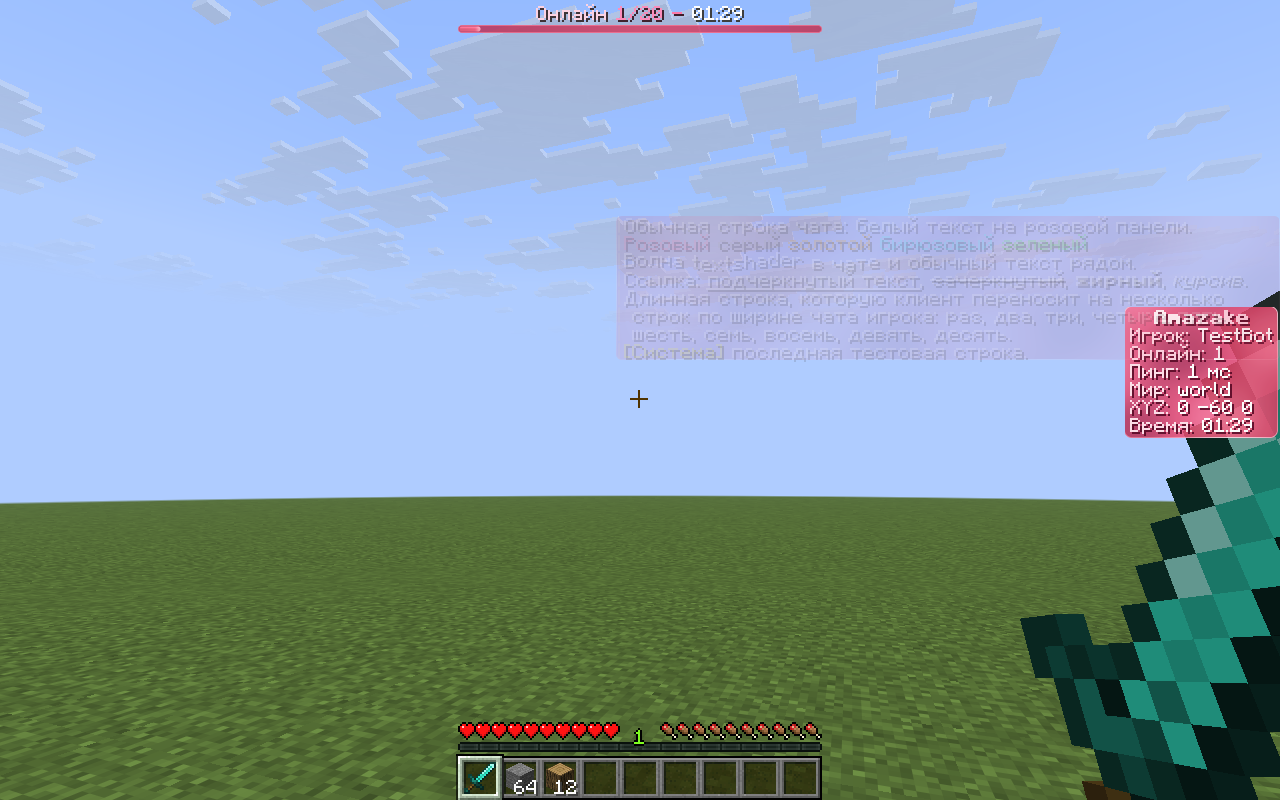 Онлайн 1/20 - 01:29
Обычная строка чата: белый текст на розовой панели.
Розовый серый золотой бирюзовый зеленый
Волна textshader в чате и обычный текст рядом.
Ссылка: подчеркнутый текст, зачеркнутый, жирный, курсив.
Длинная строка, которую клиент переносит на несколько
строк по ширине чата игрока: раз, два, три,
шесть, семь, восемь, девять, десять.
[Система] последняя тестовая строка.
Amazake
Игрок: TestBot
Онлайн: 1
Пинг: 1 мс
Мир: world
XYZ: 0 -60 0
Время: 01:29
1
64
12